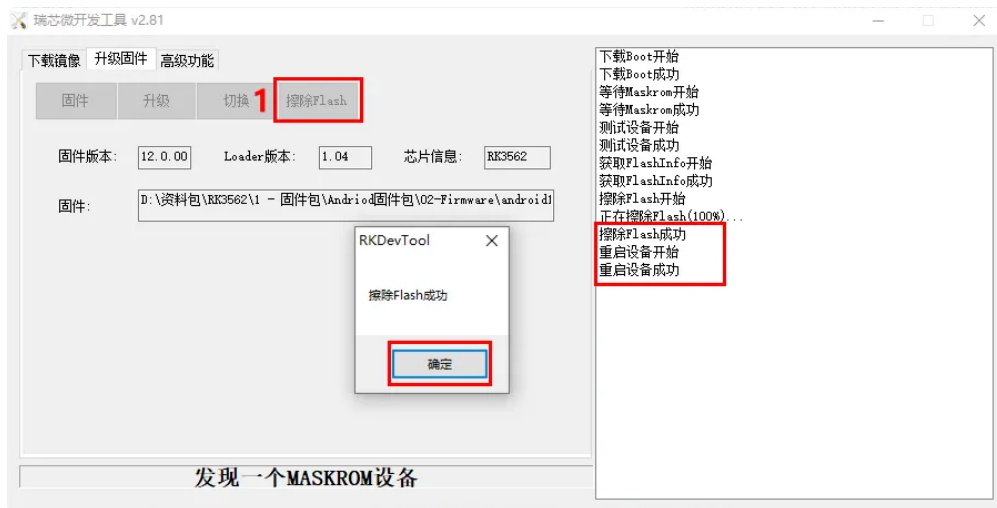 瑞芯微开发工具 v2.81
下载镜像 升级固件 高级功能
固件 升级 切换 1 擦除Flash
固件版本: 12.0.00 Loader版本: 1.04 芯片信息: RK3562
固件: D:\资料包\RK3562\1 - 固件包\Andriod固件包\02-Firmware\android1
RKDevTool
擦除Flash成功
确定
发现一个MASKROM设备
下载Boot开始
下载Boot成功
等待Maskrom开始
等待Maskrom成功
测试设备开始
测试设备成功
获取FlashInfo开始
获取FlashInfo成功
擦除Flash开始
正在擦除Flash(100%)...
擦除Flash成功
重启设备开始
重启设备成功